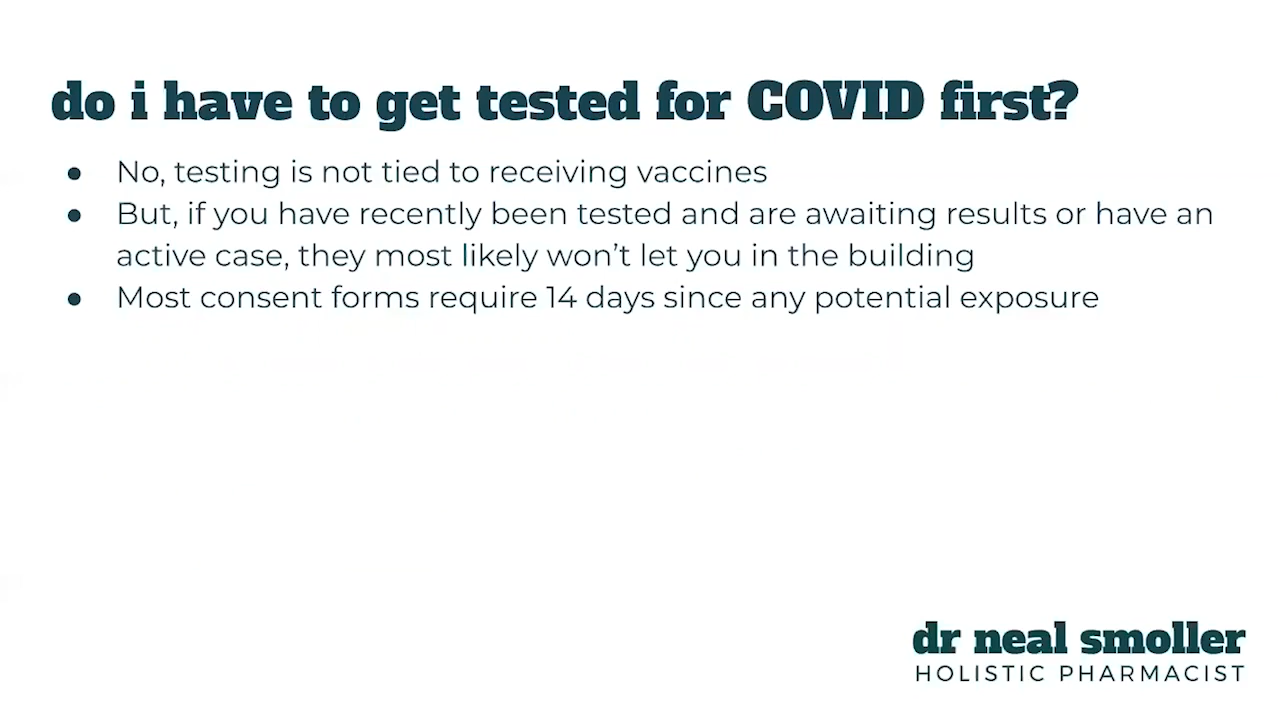 do i have to get tested for COVID first?
● No, testing is not tied to receiving vaccines
● But, if you have recently been tested and are awaiting results or have an
active case, they most likely won’t let you in the building
● Most consent forms require 14 days since any potential exposure
dr neal smoller
HOLISTIC PHARMACIST